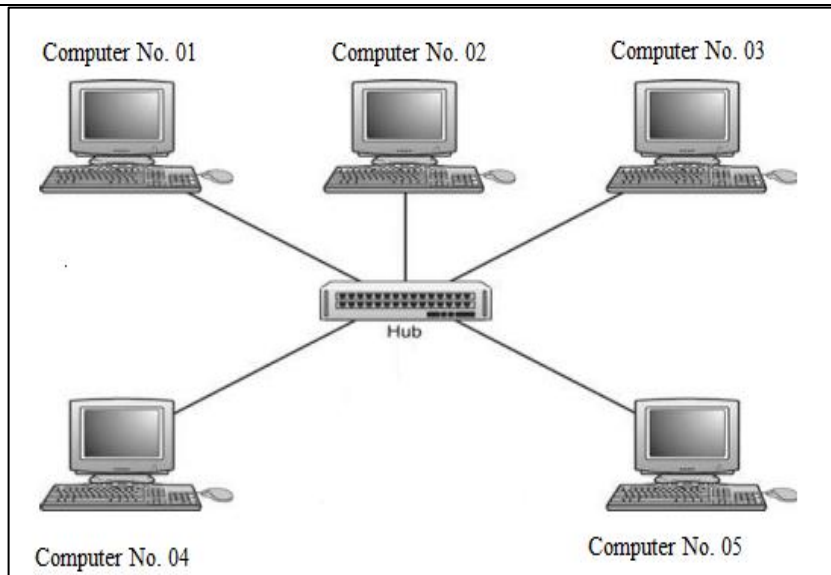 Computer No. 01
Computer No. 02
Computer No. 03
Hub
Computer No. 04
Computer No. 05